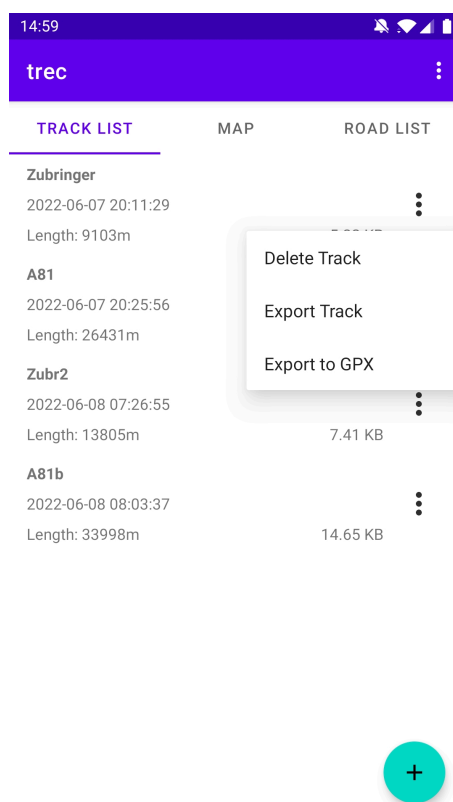 14:59
trec
TRACK LIST MAP ROAD LIST
Zubringer
2022-06-07 20:11:29
Length: 9103m
Delete Track
A81
2022-06-07 20:25:56
Export Track
Length: 26431m
Export to GPX
Zubr2
2022-06-08 07:26:55
Length: 13805m 7.41 KB
A81b
2022-06-08 08:03:37
Length: 33998m 14.65 KB
+